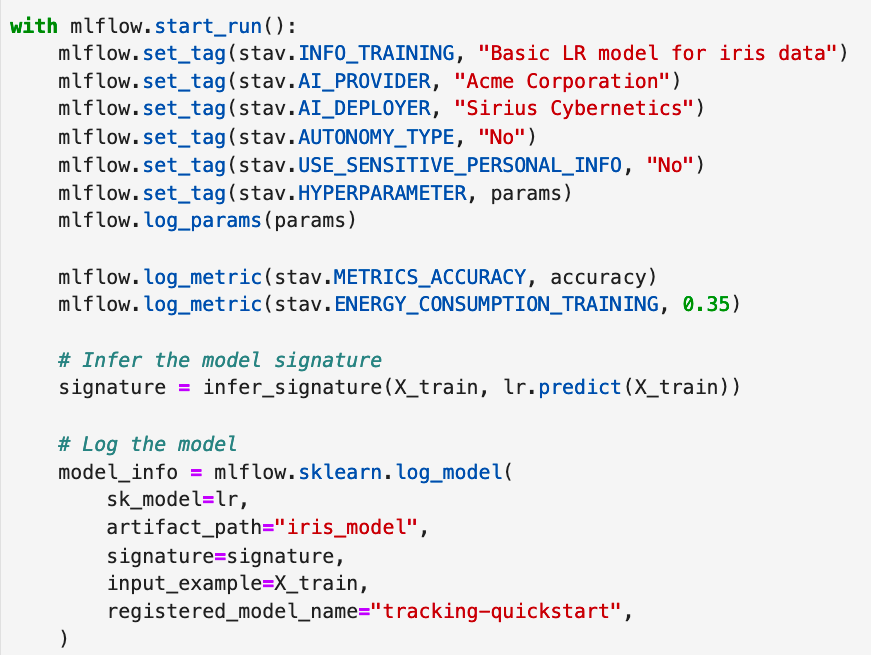 with mlflow.start_run():
    mlflow.set_tag(stav.INFO_TRAINING, "Basic LR model for iris data")
    mlflow.set_tag(stav.AI_PROVIDER, "Acme Corporation")
    mlflow.set_tag(stav.AI_DEPLOYER, "Sirius Cybernetics")
    mlflow.set_tag(stav.AUTONOMY_TYPE, "No")
    mlflow.set_tag(stav.USE_SENSITIVE_PERSONAL_INFO, "No")
    mlflow.set_tag(stav.HYPERPARAMETER, params)
    mlflow.log_params(params)

    mlflow.log_metric(stav.METRICS_ACCURACY, accuracy)
    mlflow.log_metric(stav.ENERGY_CONSUMPTION_TRAINING, 0.35)

    # Infer the model signature
    signature = infer_signature(X_train, lr.predict(X_train))

    # Log the model
    model_info = mlflow.sklearn.log_model(
        sk_model=lr,
        artifact_path="iris_model",
        signature=signature,
        input_example=X_train,
        registered_model_name="tracking-quickstart",
    )